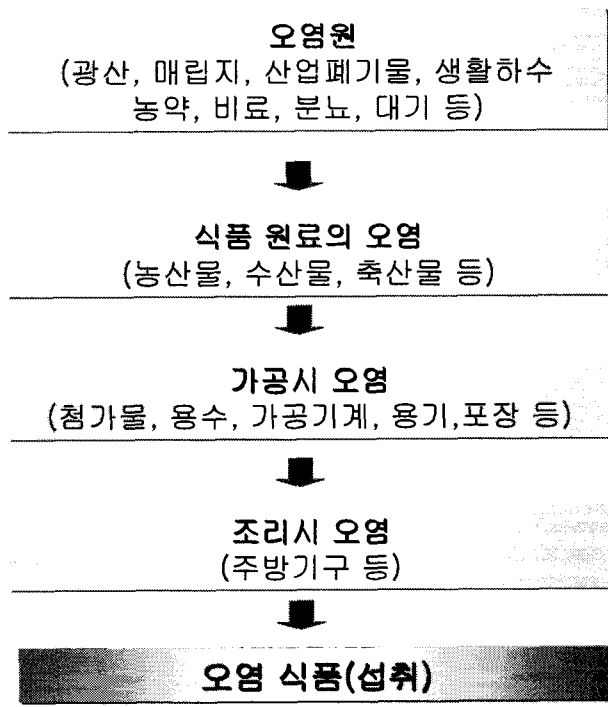 오염원
(광산, 매립지, 산업폐기물, 생활하수
농약, 비료, 분뇨, 대기 등)
식품 원료의 오염
(농산물, 수산물, 축산물 등)
가공시 오염
(첨가물, 용수, 가공기계, 용기,포장 등)
조리시 오염
(주방기구 등)
오염 식품(섭취)